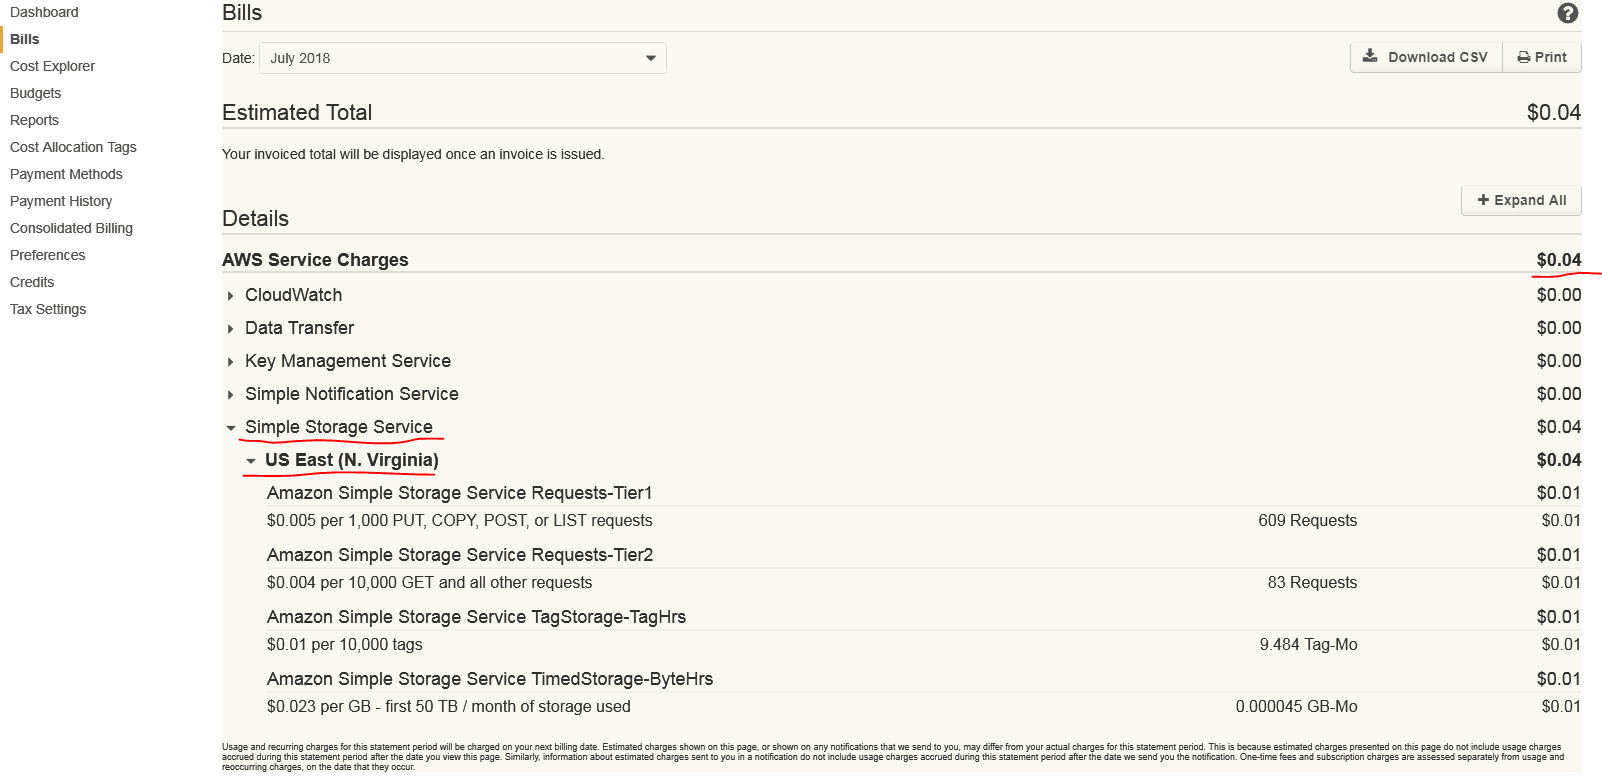 Dashboard
Bills
Cost Explorer
Budgets
Reports
Cost Allocation Tags
Payment Methods
Payment History
Consolidated Billing
Preferences
Credits
Tax Settings
Bills
Date: July 2018
Download CSV Print
Estimated Total $0.04
Your invoiced total will be displayed once an invoice is issued.
Expand All
Details
AWS Service Charges $0.04
CloudWatch $0.00
Data Transfer $0.00
Key Management Service $0.00
Simple Notification Service $0.00
Simple Storage Service $0.04
US East (N. Virginia) $0.04
Amazon Simple Storage Service Requests-Tier1 $0.01
$0.005 per 1,000 PUT, COPY, POST, or LIST requests 609 Requests $0.01
Amazon Simple Storage Service Requests-Tier2 $0.01
$0.004 per 10,000 GET and all other requests 83 Requests $0.01
Amazon Simple Storage Service TagStorage-TagHrs $0.01
$0.01 per 10,000 tags 9.484 Tag-Mo $0.01
Amazon Simple Storage Service TimedStorage-ByteHrs $0.01
$0.023 per GB - first 50 TB / month of storage used 0.000045 GB-Mo $0.01
Usage and recurring charges for this statement period will be charged on your next billing date. Estimated charges shown on this page, or shown on any notifications that we send to you, may differ from your actual charges for this statement period. This is because estimated charges presented on this page do not include usage charges
accrued during this statement period after the date you view this page. Similarly, information about estimated charges sent to you in a notification do not include usage charges accrued during this statement period after the date we send you the notification. One-time fees and subscription charges are assessed separately from usage and
reoccurring charges, on the date that they occur.